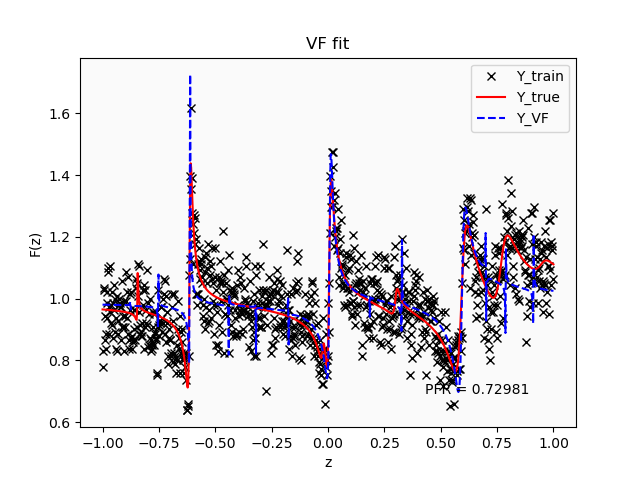 VF fit
Y_train
Y_true
Y_VF
F(z)
1.6
1.4
1.2
1.0
0.8
0.6
PFK = 0.72981
−1.00 −0.75 −0.50 −0.25 0.00 0.25 0.50 0.75 1.00
z